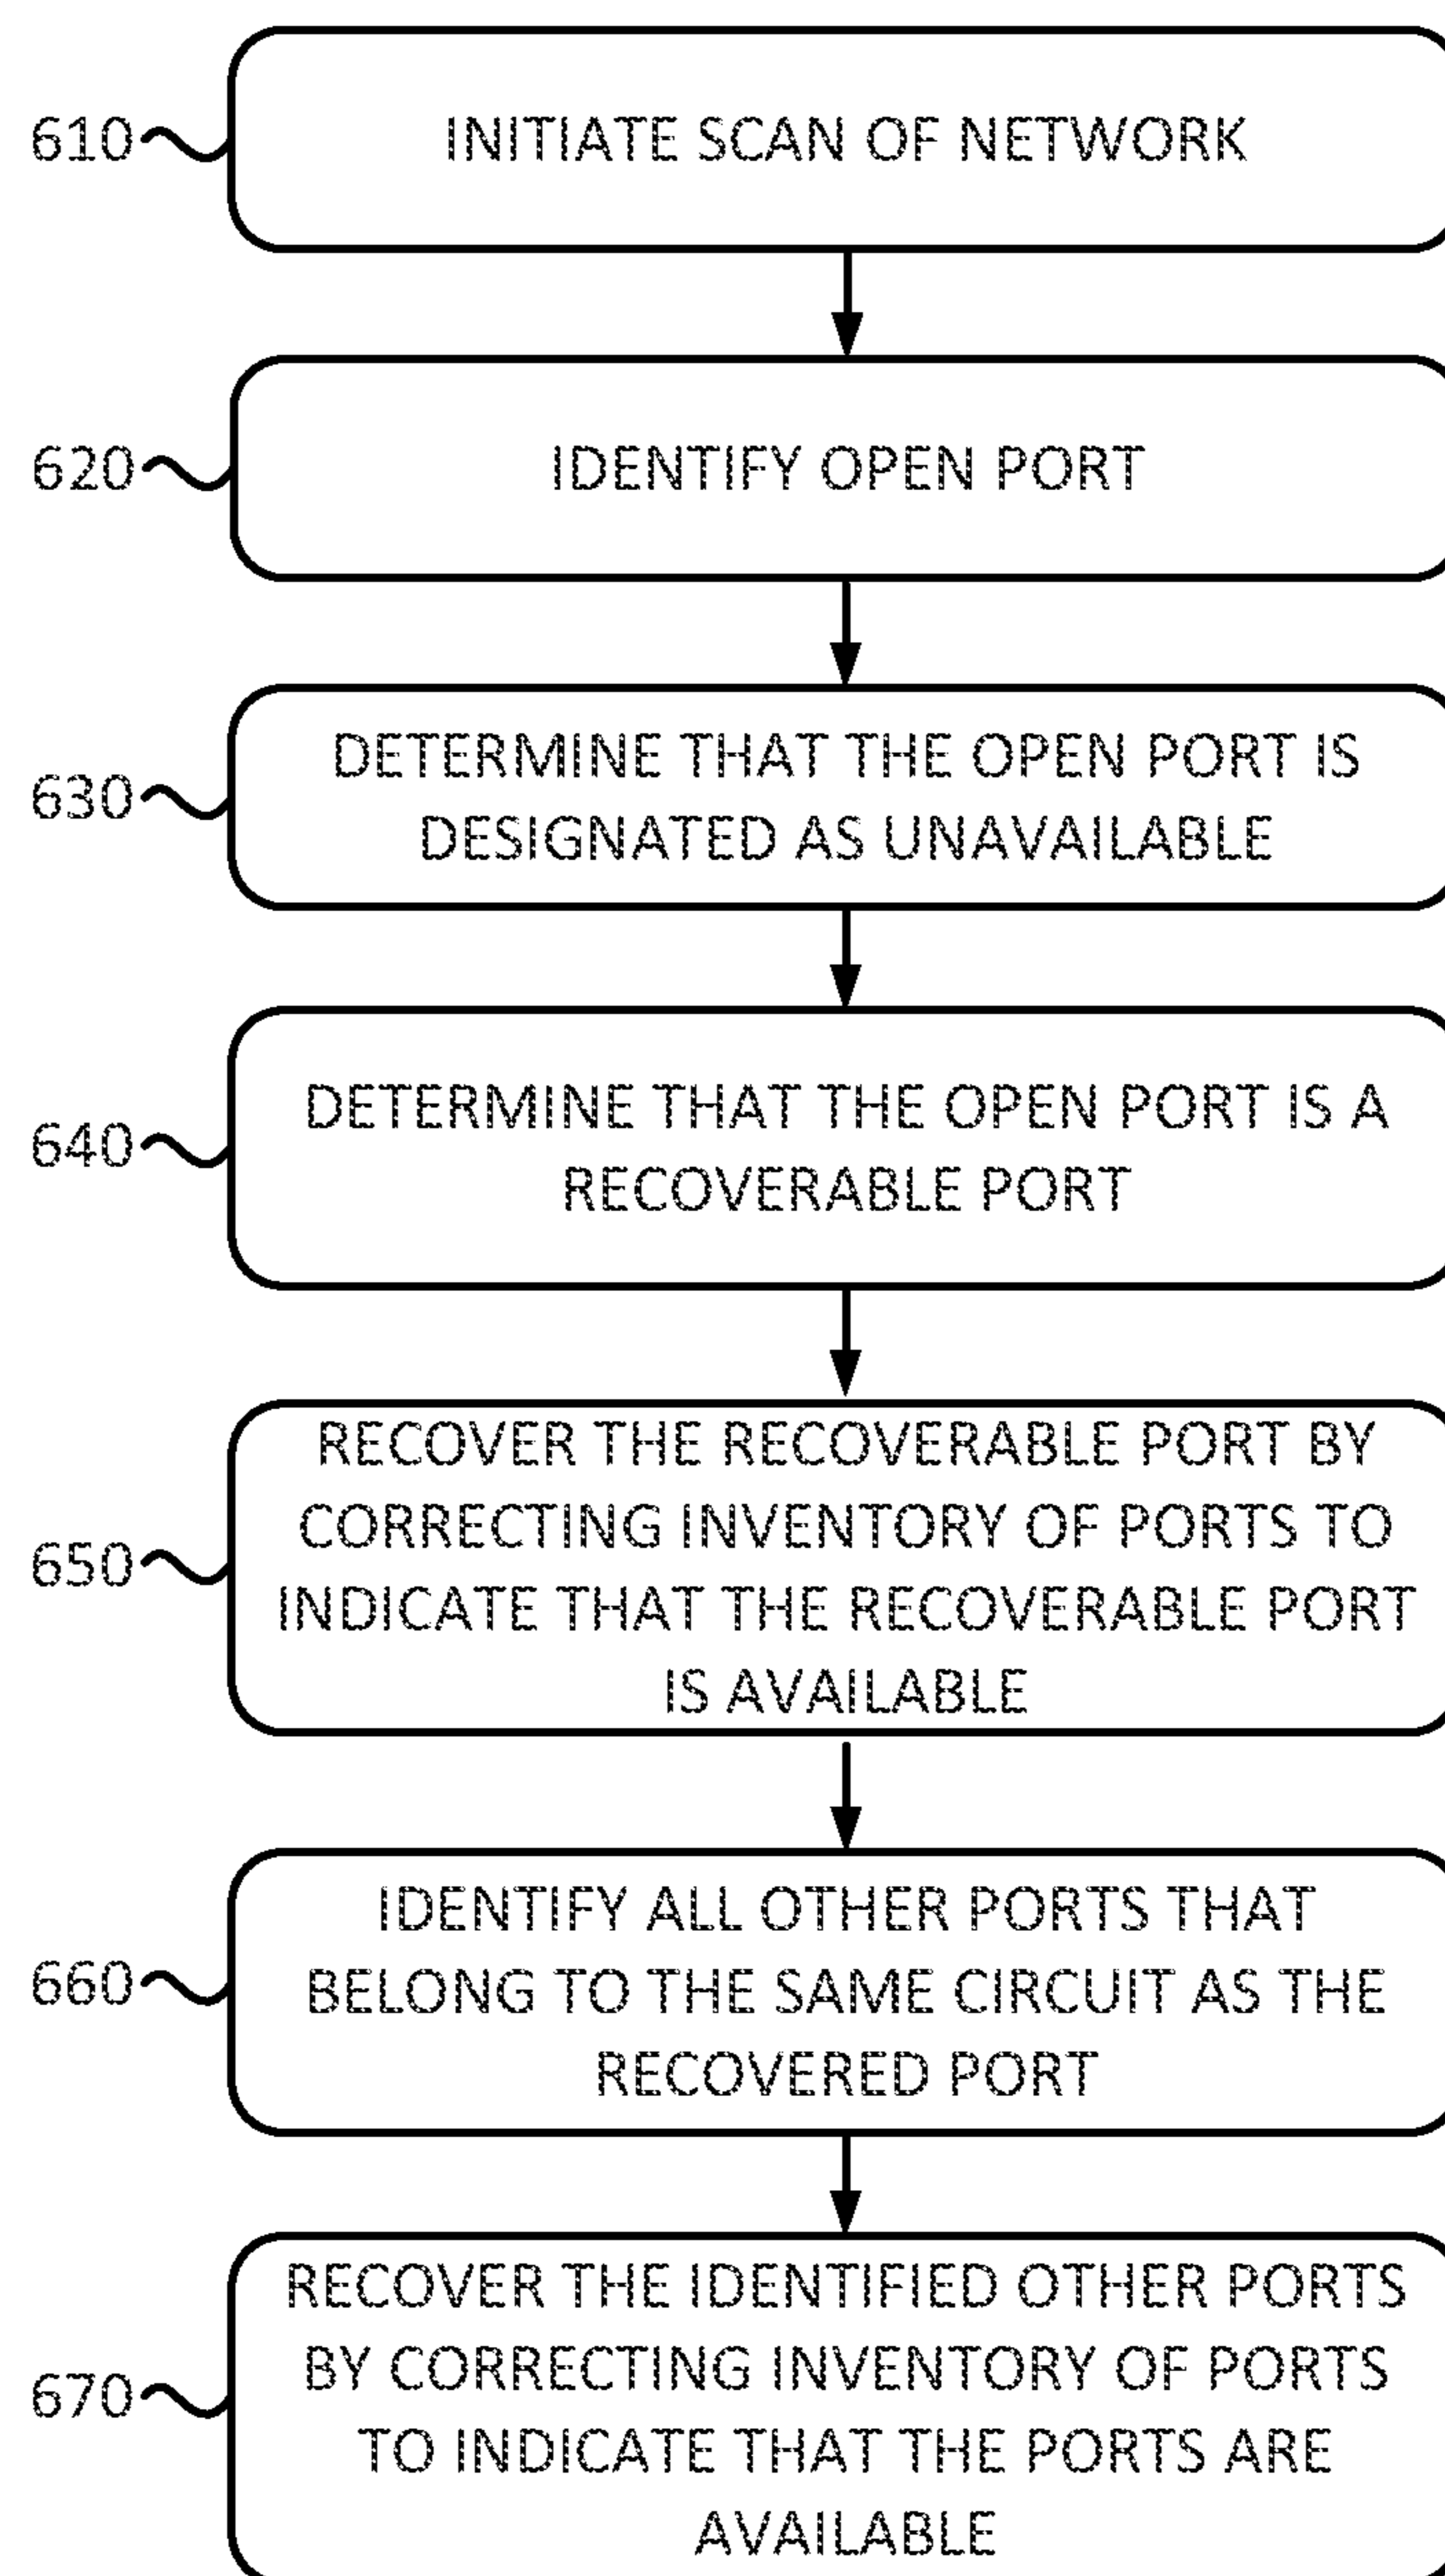 610
INITIATE SCAN OF NETWORK
620
IDENTIFY OPEN PORT
630
DETERMINE THAT THE OPEN PORT IS
DESIGNATED AS UNAVAILABLE
640
DETERMINE THAT THE OPEN PORT IS A
RECOVERABLE PORT
650
RECOVER THE RECOVERABLE PORT BY
CORRECTING INVENTORY OF PORTS TO
INDICATE THAT THE RECOVERABLE PORT
IS AVAILABLE
660
IDENTIFY ALL OTHER PORTS THAT
BELONG TO THE SAME CIRCUIT AS THE
RECOVERED PORT
670
RECOVER THE IDENTIFIED OTHER PORTS
BY CORRECTING INVENTORY OF PORTS
TO INDICATE THAT THE PORTS ARE
AVAILABLE